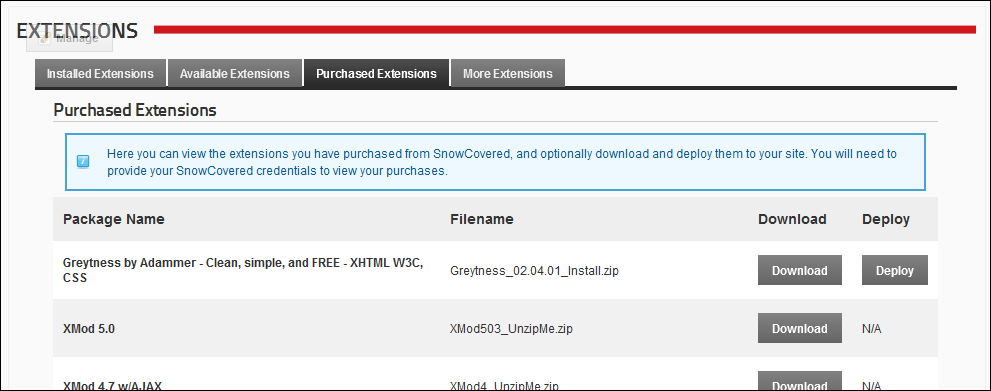 EXTENSIONS
Manage
Installed Extensions Available Extensions Purchased Extensions More Extensions
Purchased Extensions
Here you can view the extensions you have purchased from SnowCovered, and optionally download and deploy them to your site. You will need to
provide your SnowCovered credentials to view your purchases.
Package Name Filename Download Deploy
Greytness by Adammer - Clean, simple, and FREE - XHTML W3C,
CSS
Greytness_02.04.01_Install.zip Download Deploy
XMod 5.0 XMod503_UnzipMe.zip Download N/A
XMod 4.7 w/AJAX XMod4_UnzipMe.zip Download N/A